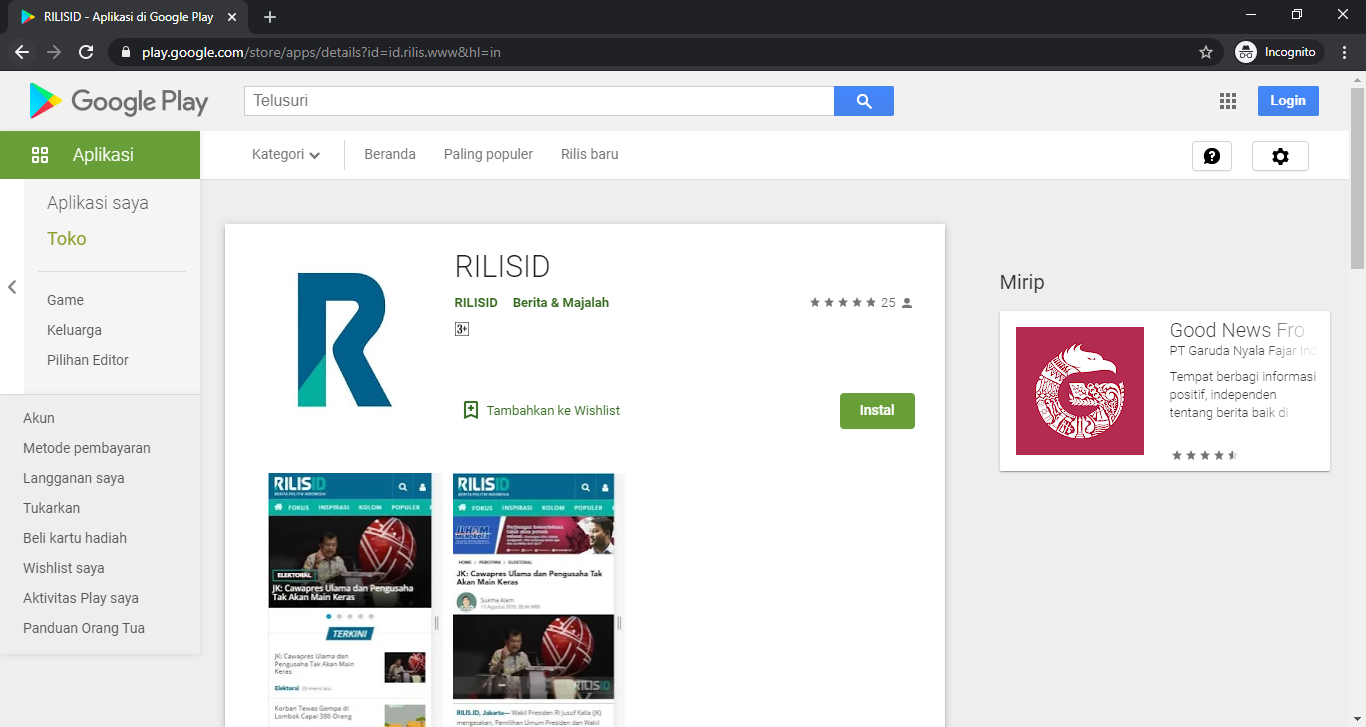 RILISID - Aplikasi di Google Play
play.google.com/store/apps/details?id=id.rilis.www&hl=in
Incognito
Google Play
Telusuri
Login
Aplikasi
Kategori
Beranda
Paling populer
Rilis baru
Aplikasi saya
Toko
Game
Keluarga
Pilihan Editor
Akun
Metode pembayaran
Langganan saya
Tukarkan
Beli kartu hadiah
Wishlist saya
Aktivitas Play saya
Panduan Orang Tua
RILISID
RILISID Berita & Majalah
25
3+
Tambahkan ke Wishlist
Instal
RILISID
BERITA POLITIK INDONESIA
FOKUS INSPIRASI KOLOM POPULER
ELEKTORAL
JK: Cawapres Ulama dan Pengusaha
Tak Akan Main Keras
TERKINI
JK: Cawapres Ulama dan
Pengusaha Tak Akan Main
Keras
Elektoral 59 menit lalu
Korban Tewas Gempa di
Lombok Capai 386 Orang
RILISID
BERITA POLITIK INDONESIA
FOKUS INSPIRASI KOLOM POPULER
HOME PERISTIWA ELEKTORAL
JK: Cawapres Ulama dan Pengusaha Tak
Akan Main Keras
Sukma Alam
RILISID
RILIS.ID, Jakarta— Wakil Presiden RI Jusuf Kalla (JK)
mengatakan, Pemilihan Umum Presiden dan Wakil
Mirip
Good News Fro
PT Garuda Nyala Fajar Ind
Tempat berbagi informasi
positif, independen
tentang berita baik di